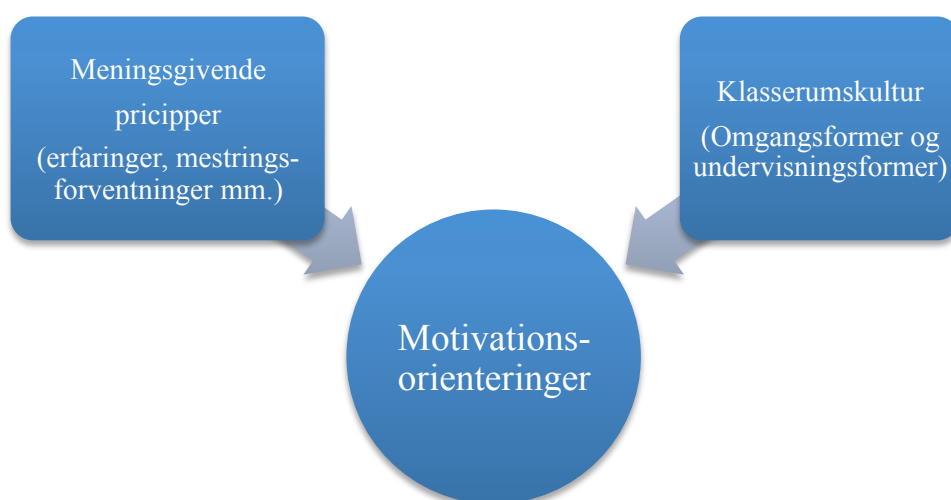 Meningsgivende
pricipper
(erfaringer, mestrings-
forventninger mm.)
Klasserumskultur
(Omgangsformer og
undervisningsformer)
Motivations-
orienteringer